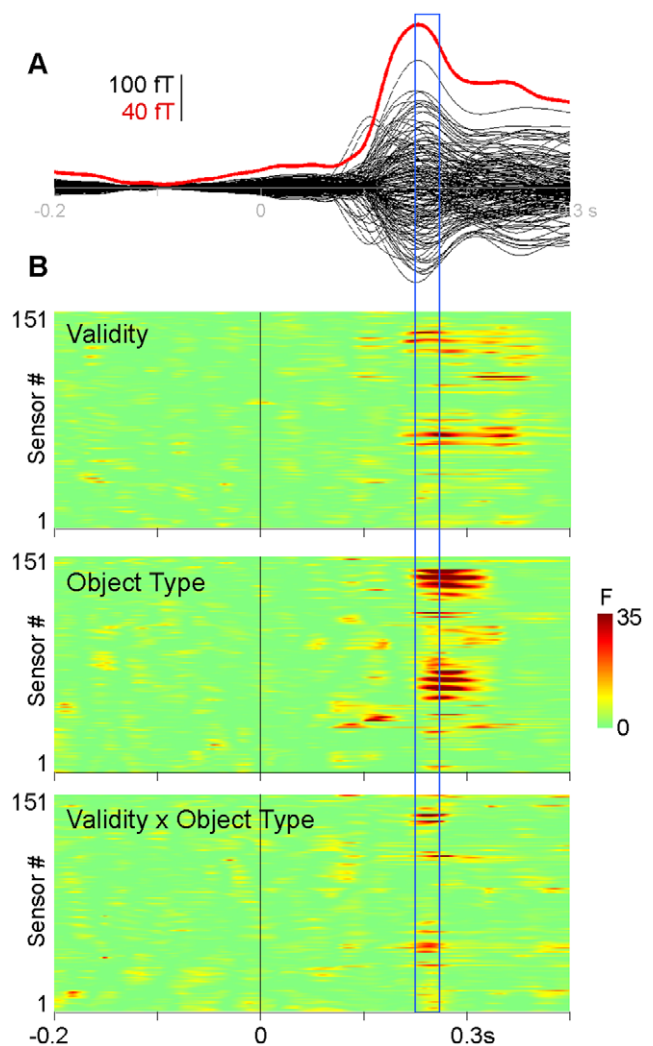 A
100 fT
40 fT
-0.2
0
0.3 s
B
151
Validity
Sensor #
1
151
Object Type
Sensor #
1
F
35
0
151
Validity x Object Type
Sensor #
1
-0.2
0
0.3s